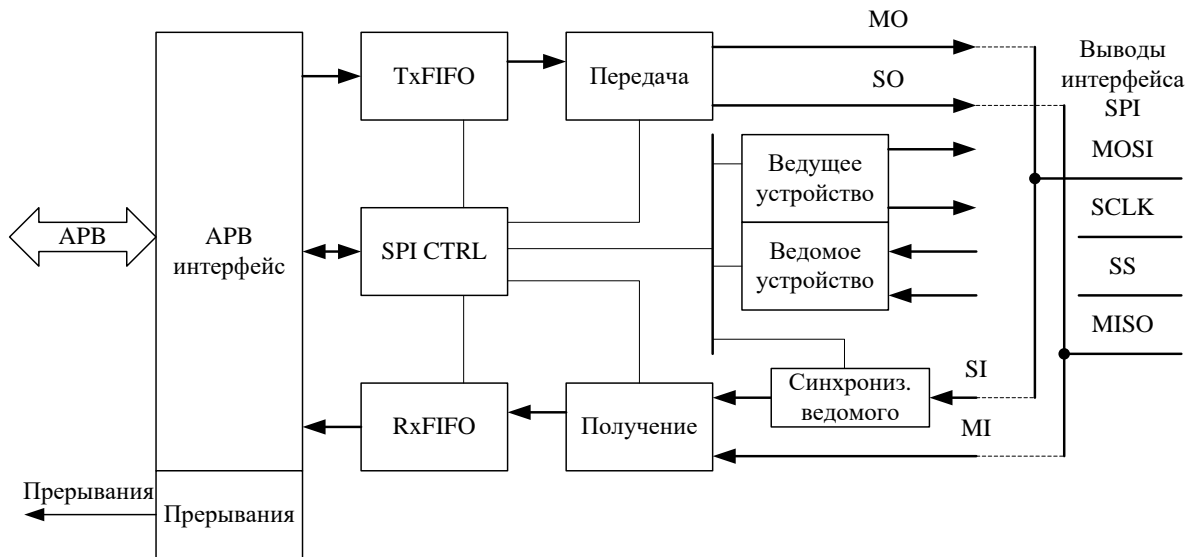 MO
Выводы
интерфейса
SPI
TxFIFO
Передача
SO
MOSI
Ведущее
устройство
SCLK
APB
APB
интерфейс
SPI CTRL
Ведомое
устройство
SS
MISO
SI
Синхрониз.
ведомого
RxFIFO
Получение
MI
Прерывания
Прерывания